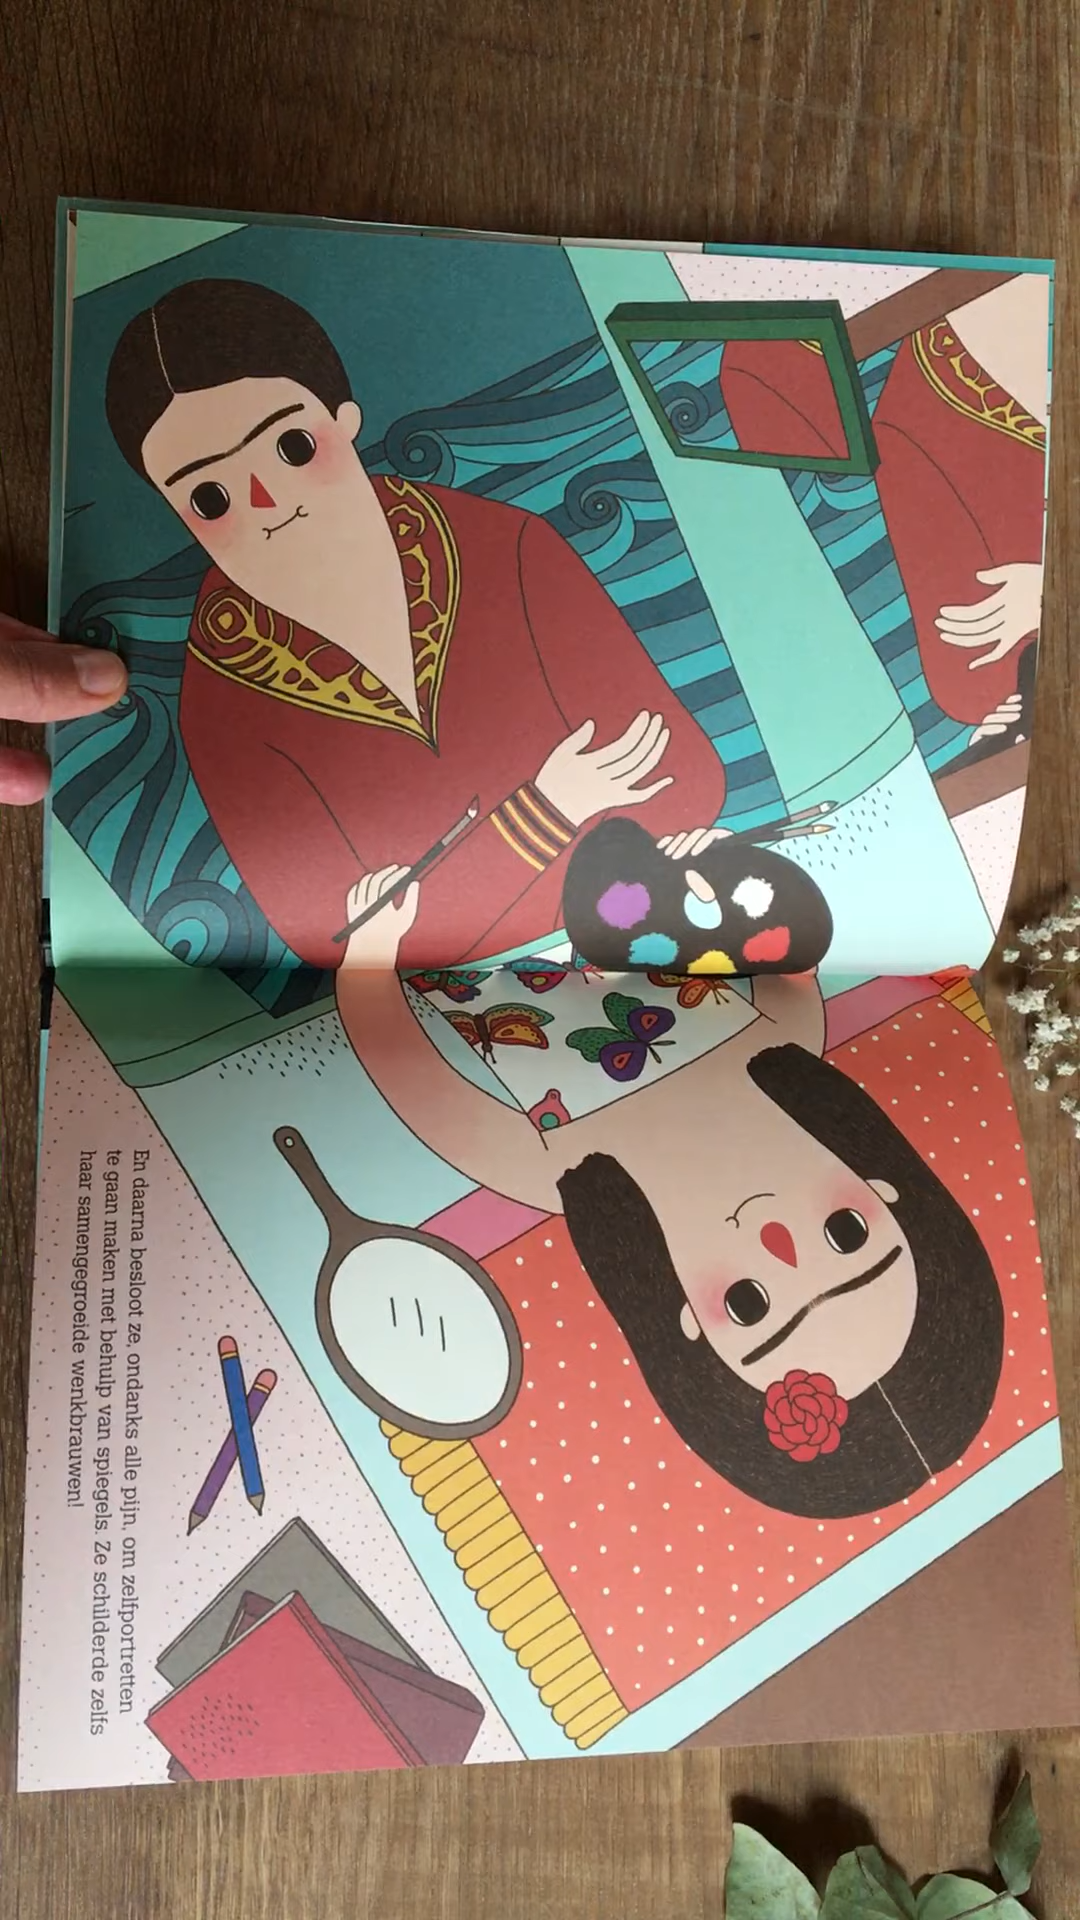 En daarna besloot ze, ondanks alle pijn, om zelfportretten
te gaan maken met behulp van spiegels. Ze schilderde zelfs
haar samengegroeide wenkbrauwen!